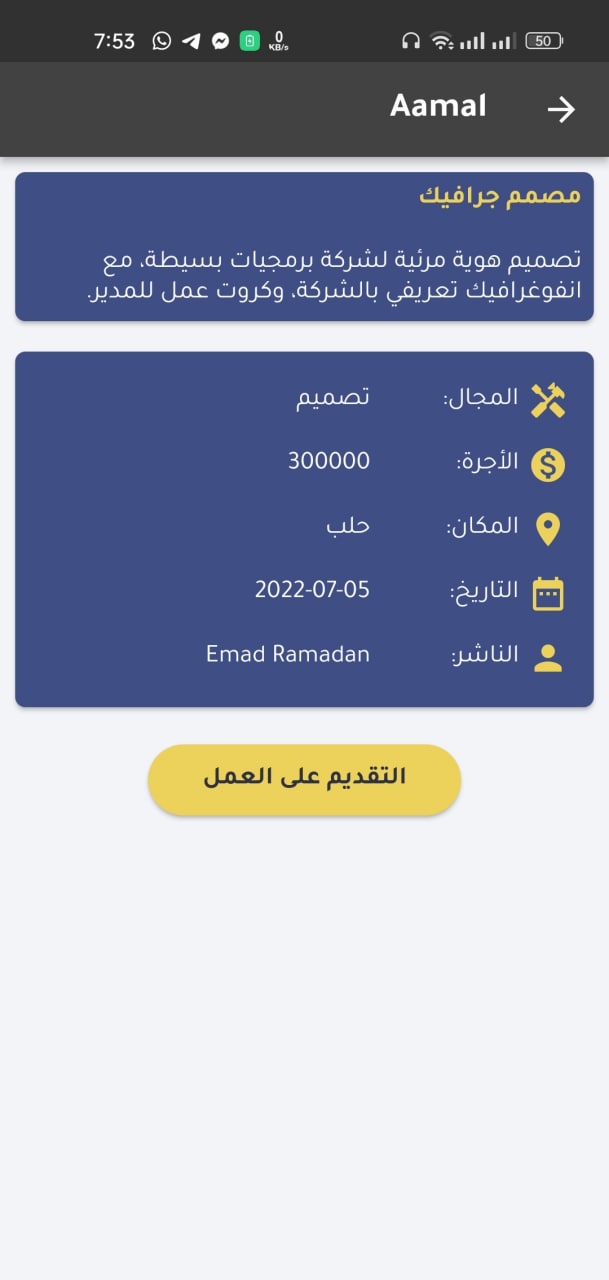 7:53
0
KB/s
50
Aamal
مصمم جرافيك
تصميم هوية مرئية لشركة برمجيات بسيطة، مع
انفوغرافيك تعريفي بالشركة، وكروت عمل للمدير.
المجال: تصميم
الأجرة: 300000
المكان: حلب
التاريخ: 2022-07-05
الناشر: Emad Ramadan
التقديم على العمل